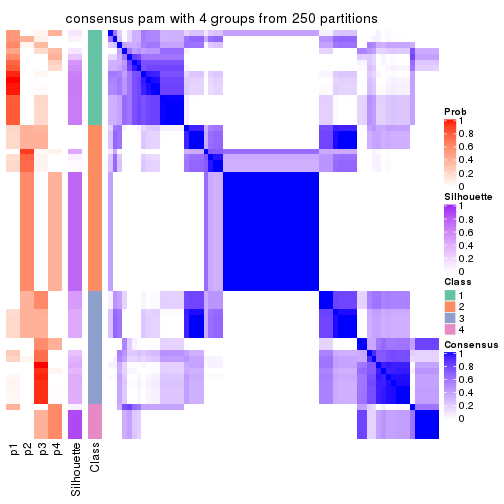 consensus pam with 4 groups from 250 partitions
Prob
1
0.8
0.6
0.4
0.2
0
Silhouette
1
0.8
0.6
0.4
0.2
0
Class
1
2
3
4
Consensus
1
0.8
0.6
0.4
0.2
0
p1
p2
p3
p4
Silhouette
Class